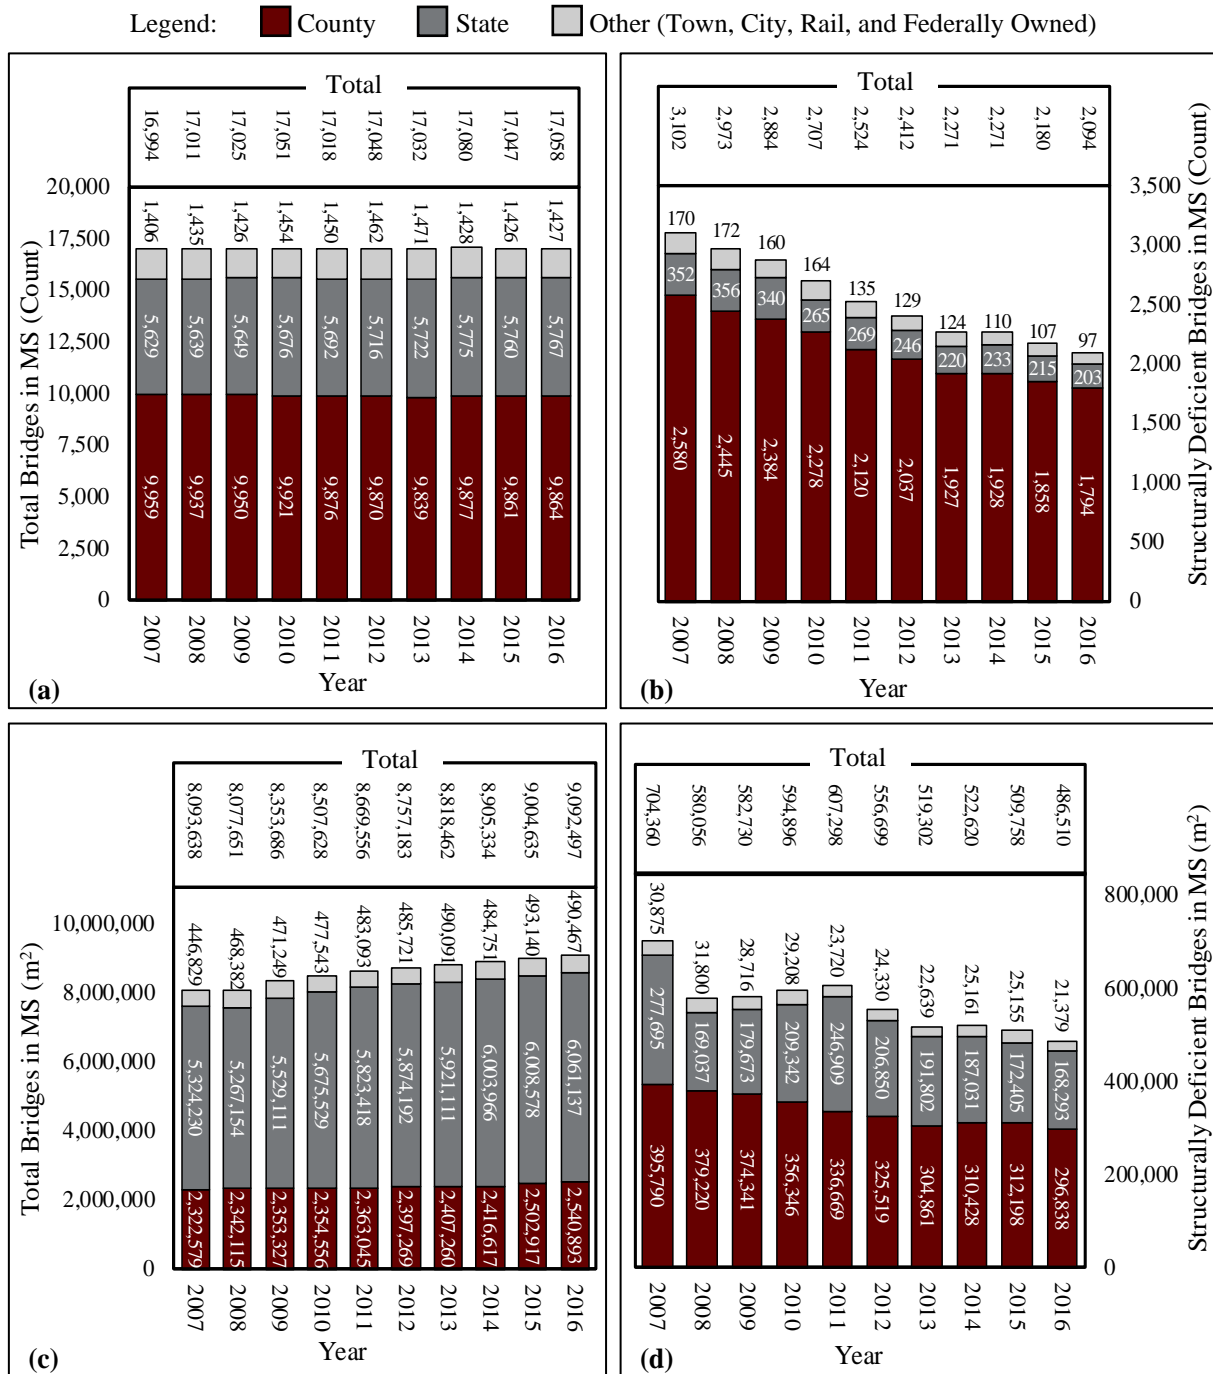 Legend: County State Other (Town, City, Rail, and Federally Owned)
Total
16,994 17,011 17,025 17,051 17,018 17,048 17,032 17,080 17,047 17,058
20,000
17,500
15,000
12,500
10,000
7,500
5,000
2,500
0
Total Bridges in MS (Count)
1,406 1,435 1,426 1,454 1,450 1,462 1,471 1,428 1,426 1,427
5,629 5,639 5,649 5,676 5,692 5,716 5,722 5,775 5,760 5,767
9,959 9,937 9,950 9,921 9,876 9,870 9,839 9,877 9,861 9,864
2007 2008 2009 2010 2011 2012 2013 2014 2015 2016
Year
(a)
Total
3,102 2,973 2,884 2,707 2,524 2,412 2,271 2,271 2,180 2,094
3,500
3,000
2,500
2,000
1,500
1,000
500
0
Structurally Deficient Bridges in MS (Count)
170 172 160 164 135 129 124 110 107 97
352 356 340 265 269 246 220 233 215 203
2,580 2,445 2,384 2,278 2,120 2,037 1,927 1,928 1,858 1,794
2007 2008 2009 2010 2011 2012 2013 2014 2015 2016
Year
(b)
Total
8,093,638 8,077,651 8,353,686 8,507,628 8,669,556 8,757,183 8,818,462 8,905,334 9,004,635 9,092,497
10,000,000
8,000,000
6,000,000
4,000,000
2,000,000
0
Total Bridges in MS (m²)
446,829 468,382 471,249 477,543 483,093 485,721 490,091 484,751 493,140 490,467
5,324,230 5,267,154 5,529,111 5,675,529 5,823,418 5,874,192 5,921,111 6,003,966 6,008,578 6,061,137
2,322,579 2,342,115 2,353,327 2,354,556 2,363,045 2,397,269 2,407,260 2,416,617 2,502,917 2,540,893
2007 2008 2009 2010 2011 2012 2013 2014 2015 2016
Year
(c)
Total
704,360 580,056 582,730 594,896 607,298 556,699 519,302 522,620 509,758 486,510
800,000
600,000
400,000
200,000
0
Structurally Deficient Bridges in MS (m²)
30,875 31,800 28,716 29,208 23,720 24,330 22,639 25,161 25,155 21,379
277,695 169,037 179,673 209,342 246,909 206,850 191,802 187,031 172,405 168,293
395,790 379,220 374,341 356,346 336,669 325,519 304,861 310,428 312,198 296,838
2007 2008 2009 2010 2011 2012 2013 2014 2015 2016
Year
(d)